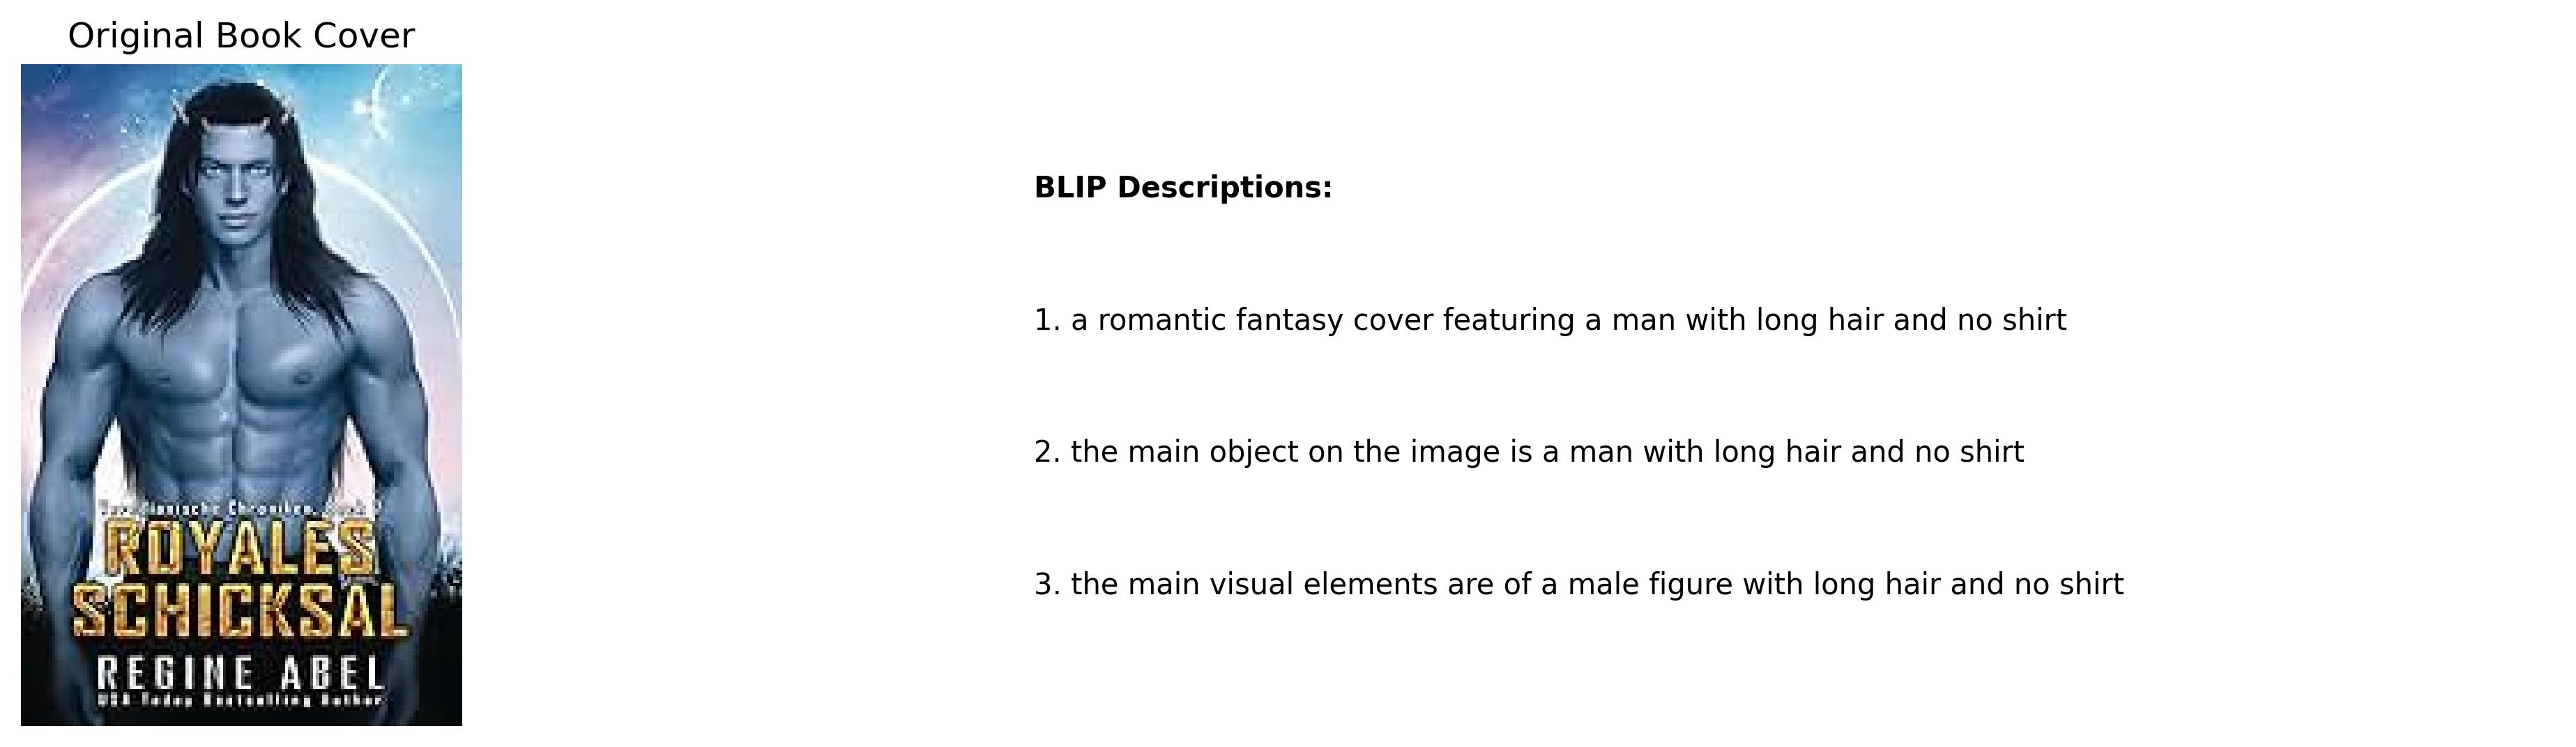 Original Book Cover
Chroniken
ROYALES
SCHICKSAL
REGINE ABEL
USA Today Bestselling Author
BLIP Descriptions:
1. a romantic fantasy cover featuring a man with long hair and no shirt
2. the main object on the image is a man with long hair and no shirt
3. the main visual elements are of a male figure with long hair and no shirt